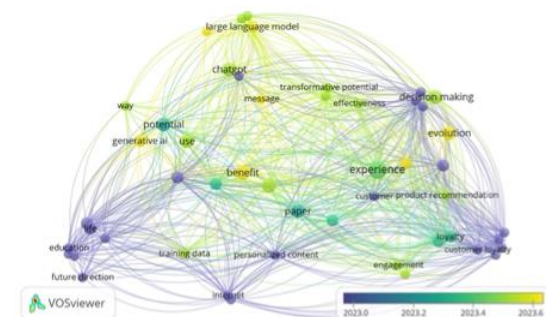 large language model
chatgpt
transformative potential
message
effectiveness
decision making
way
potential
evolution
generative ai
use
benefit
experience
customer
product recommendation
paper
life
loyalty
education
training data
personalized content
customer loyalty
engagement
future direction
internet
VOSviewer
2023.0 2023.2 2023.4 2023.6